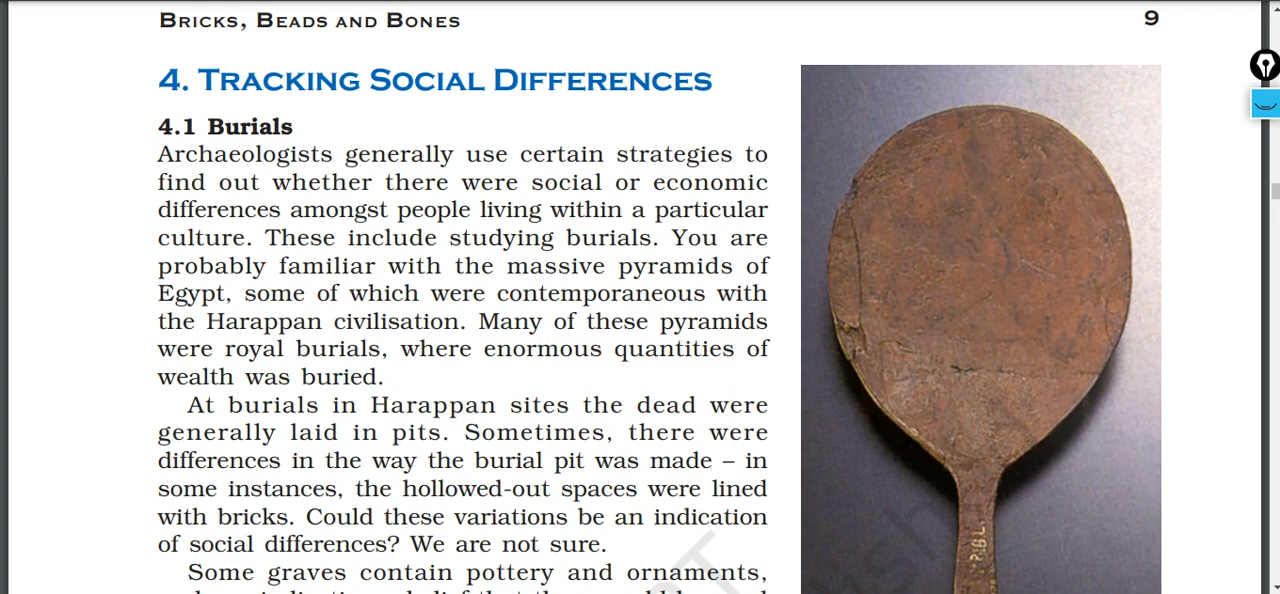 BRICKS, BEADS AND BONES
9
4. TRACKING SOCIAL DIFFERENCES
4.1 Burials
Archaeologists generally use certain strategies to
find out whether there were social or economic
differences amongst people living within a particular
culture. These include studying burials. You are
probably familiar with the massive pyramids of
Egypt, some of which were contemporaneous with
the Harappan civilisation. Many of these pyramids
were royal burials, where enormous quantities of
wealth was buried.
At burials in Harappan sites the dead were
generally laid in pits. Sometimes, there were
differences in the way the burial pit was made – in
some instances, the hollowed-out spaces were lined
with bricks. Could these variations be an indication
of social differences? We are not sure.
Some graves contain pottery and ornaments,